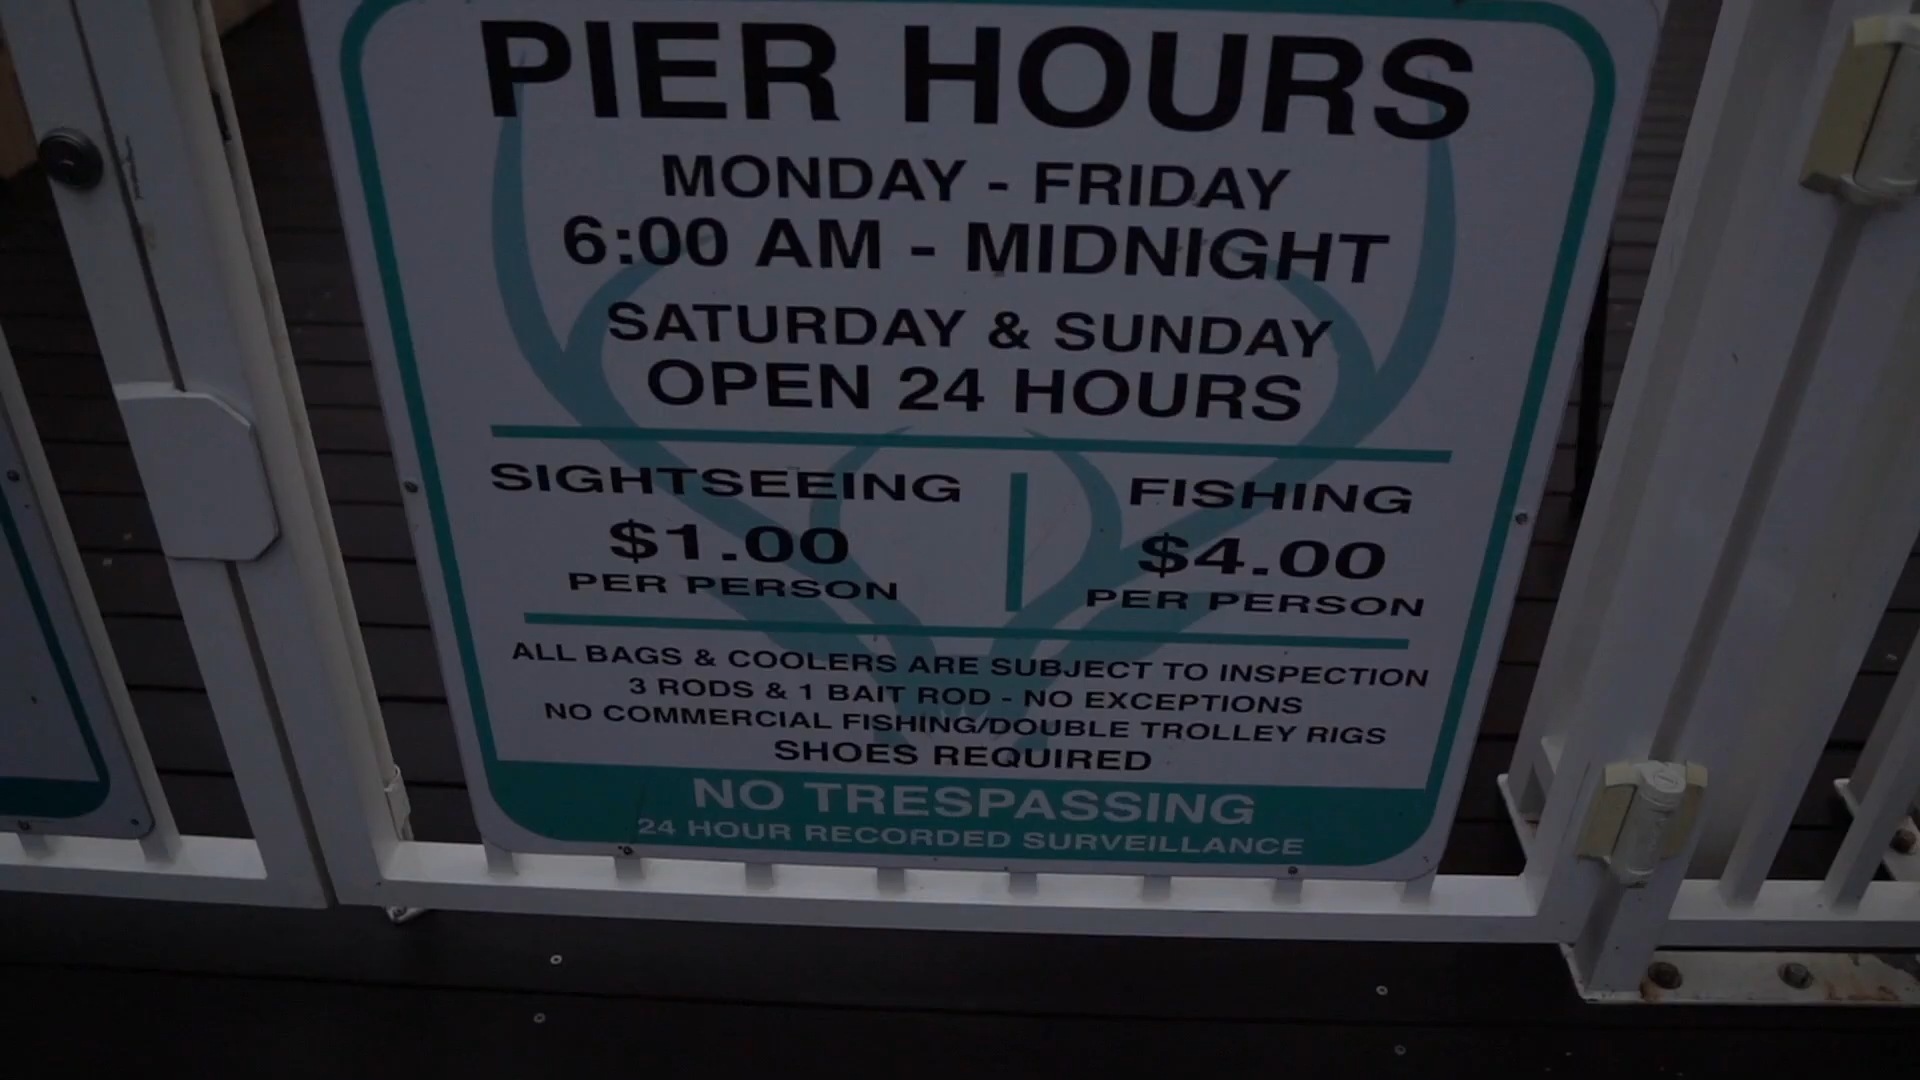 PIER HOURS
MONDAY - FRIDAY
6:00 AM - MIDNIGHT
SATURDAY & SUNDAY
OPEN 24 HOURS
SIGHTSEEING
$1.00
PER PERSON
FISHING
$4.00
PER PERSON
ALL BAGS & COOLERS ARE SUBJECT TO INSPECTION
3 RODS & 1 BAIT ROD - NO EXCEPTIONS
NO COMMERCIAL FISHING/DOUBLE TROLLEY RIGS
SHOES REQUIRED
NO TRESPASSING
24 HOUR RECORDED SURVEILLANCE